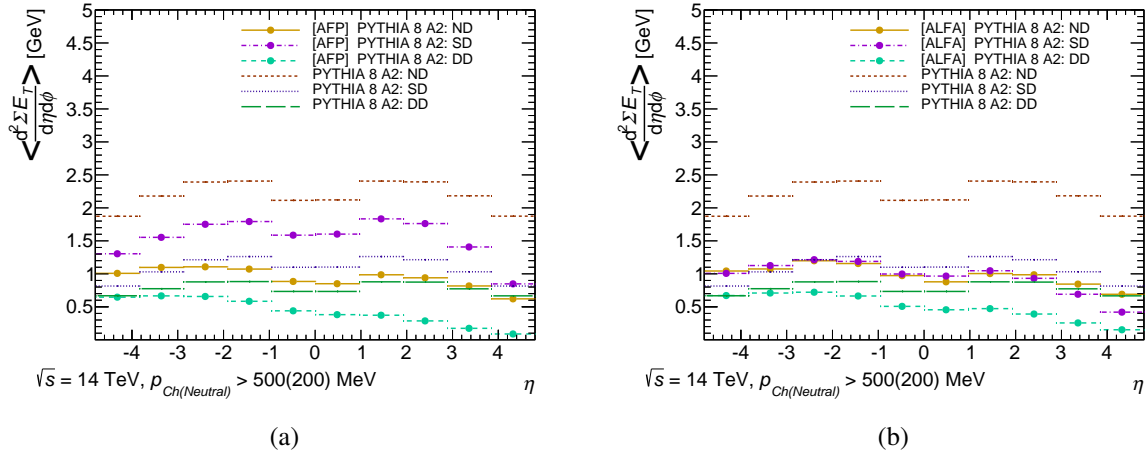 <d²ΣE_T/dηdϕ> [GeV]
5
4.5
4
3.5
3
2.5
2
1.5
1
0.5
[AFP] PYTHIA 8 A2: ND
[AFP] PYTHIA 8 A2: SD
[AFP] PYTHIA 8 A2: DD
PYTHIA 8 A2: ND
PYTHIA 8 A2: SD
PYTHIA 8 A2: DD
-4 -3 -2 -1 0 1 2 3 4
√s = 14 TeV, p_Ch(Neutral) > 500(200) MeV η
(a)
<d²ΣE_T/dηdϕ> [GeV]
5
4.5
4
3.5
3
2.5
2
1.5
1
0.5
[ALFA] PYTHIA 8 A2: ND
[ALFA] PYTHIA 8 A2: SD
[ALFA] PYTHIA 8 A2: DD
PYTHIA 8 A2: ND
PYTHIA 8 A2: SD
PYTHIA 8 A2: DD
-4 -3 -2 -1 0 1 2 3 4
√s = 14 TeV, p_Ch(Neutral) > 500(200) MeV η
(b)